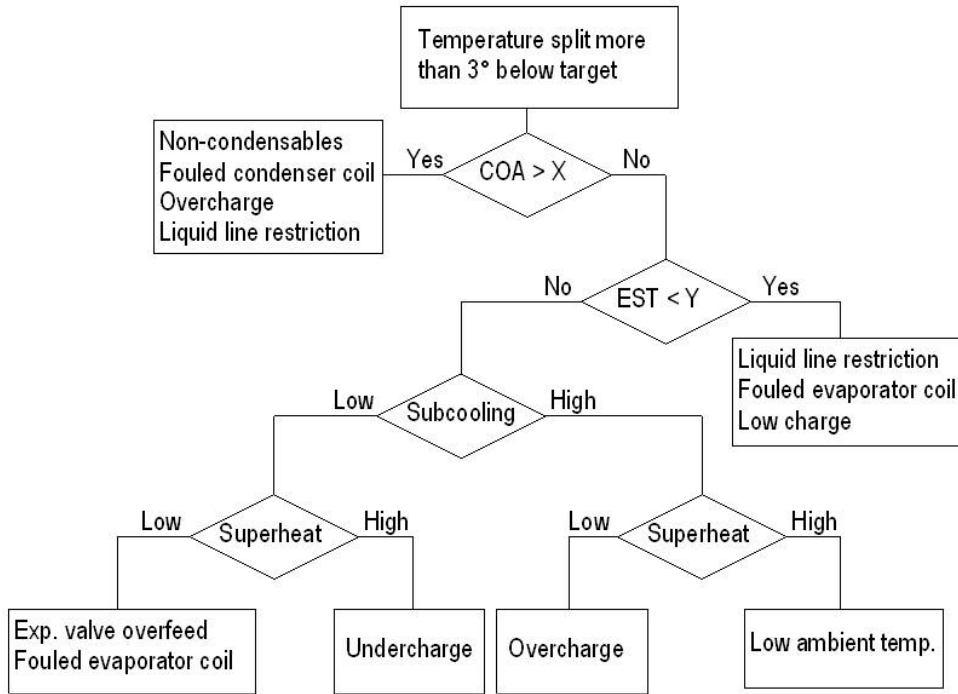 Temperature split more
than 3° below target
Non-condensables
Fouled condenser coil
Overcharge
Liquid line restriction
Yes
COA > X
No
No
EST < Y
Yes
Liquid line restriction
Fouled evaporator coil
Low charge
Low
Subcooling
High
Low
Superheat
High
Low
Superheat
High
Exp. valve overfeed
Fouled evaporator coil
Undercharge
Overcharge
Low ambient temp.